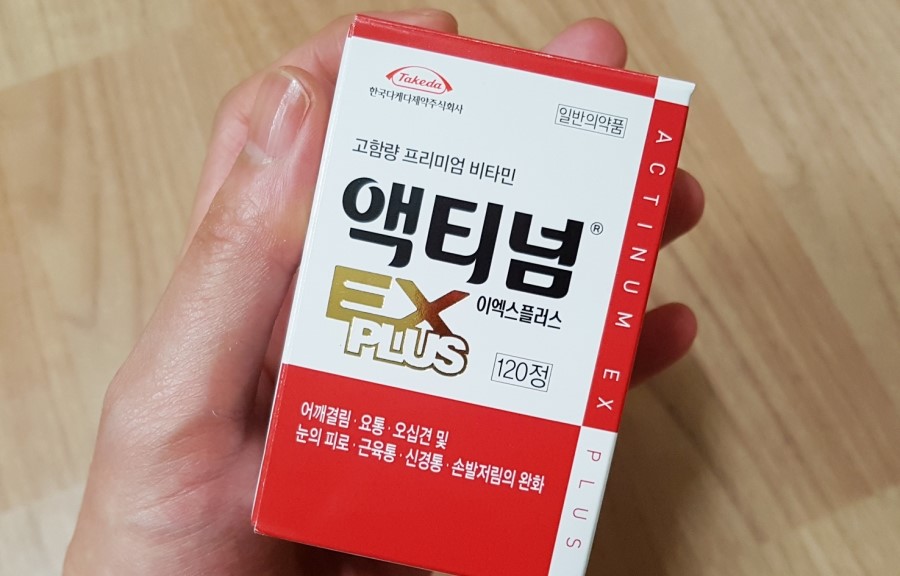 Takeda
한국다케다제약주식회사
일반의약품
고함량 프리미엄 비타민
액티넘®
EX
이엑스플러스
PLUS
120정
어깨결림·요통·오십견 및
눈의 피로·근육통·신경통·손발저림의 완화
ACTINUM EX PLUS